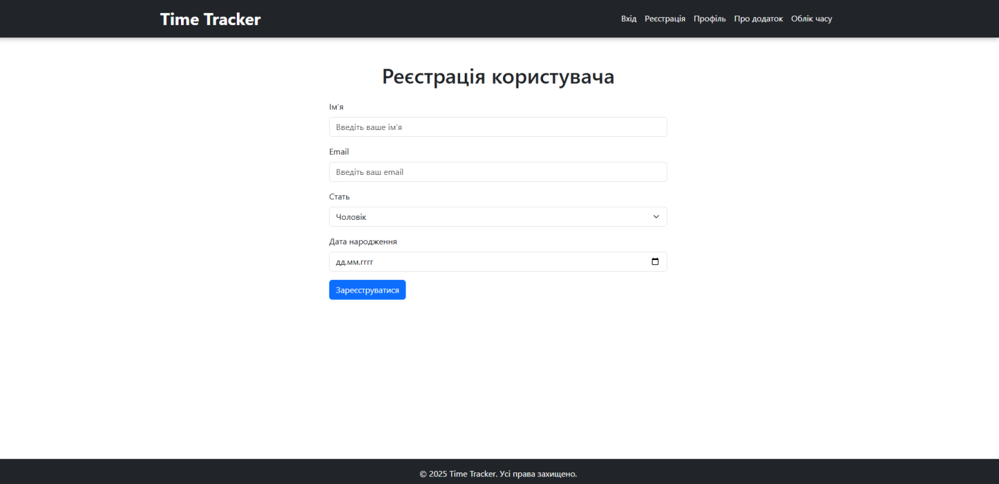 Time Tracker
Вхід Реєстрація Профіль Про додаток Облік часу
Реєстрація користувача
Ім'я
Введіть ваше ім'я
Email
Введіть ваш email
Стать
Чоловік
Дата народження
дд.мм.гггг
Зареєструватися
© 2025 Time Tracker. Усі права захищено.